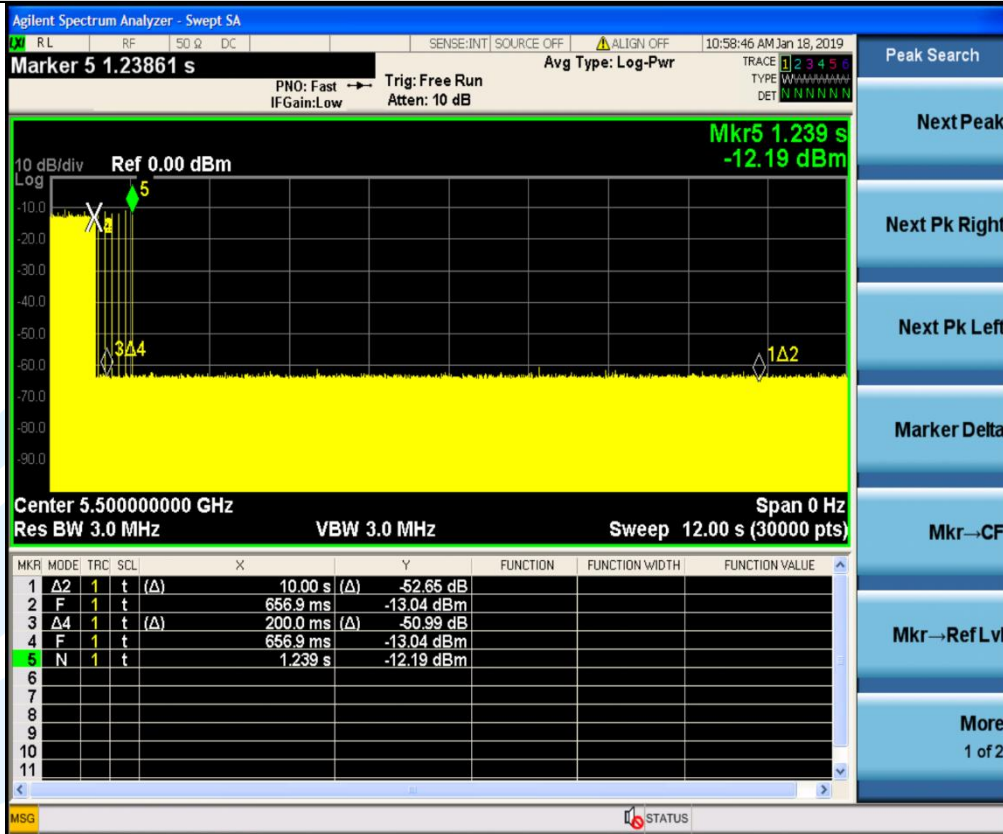 Agilent Spectrum Analyzer - Swept SA
LXI RL RF 50 Ω DC SENSE:INT SOURCE OFF ALIGN OFF 10:58:46 AM Jan 18, 2019
Marker 5 1.23861 s
PNO: Fast
IFGain:Low
Trig: Free Run
Atten: 10 dB
Avg Type: Log-Pwr
TRACE 1 2 3 4 5 6
TYPE WWWWWW
DET N N N N N N
Mkr5 1.239 s
-12.19 dBm
10 dB/div Ref 0.00 dBm
Log
-10.0
-20.0
-30.0
-40.0
-50.0
-60.0
-70.0
-80.0
-90.0
5
X
3Δ4
1Δ2
Center 5.500000000 GHz Span 0 Hz
Res BW 3.0 MHz VBW 3.0 MHz Sweep 12.00 s (30000 pts)
MKR MODE TRC SCL X Y FUNCTION FUNCTION WIDTH FUNCTION VALUE
1 Δ2 1 t (Δ) 10.00 s (Δ) -52.65 dB
2 F 1 t 656.9 ms -13.04 dBm
3 Δ4 1 t (Δ) 200.0 ms (Δ) -50.99 dB
4 F 1 t 656.9 ms -13.04 dBm
5 N 1 t 1.239 s -12.19 dBm
6
7
8
9
10
11
MSG STATUS
Peak Search
Next Peak
Next Pk Right
Next Pk Left
Marker Delta
Mkr→CF
Mkr→Ref Lvl
More
1 of 2